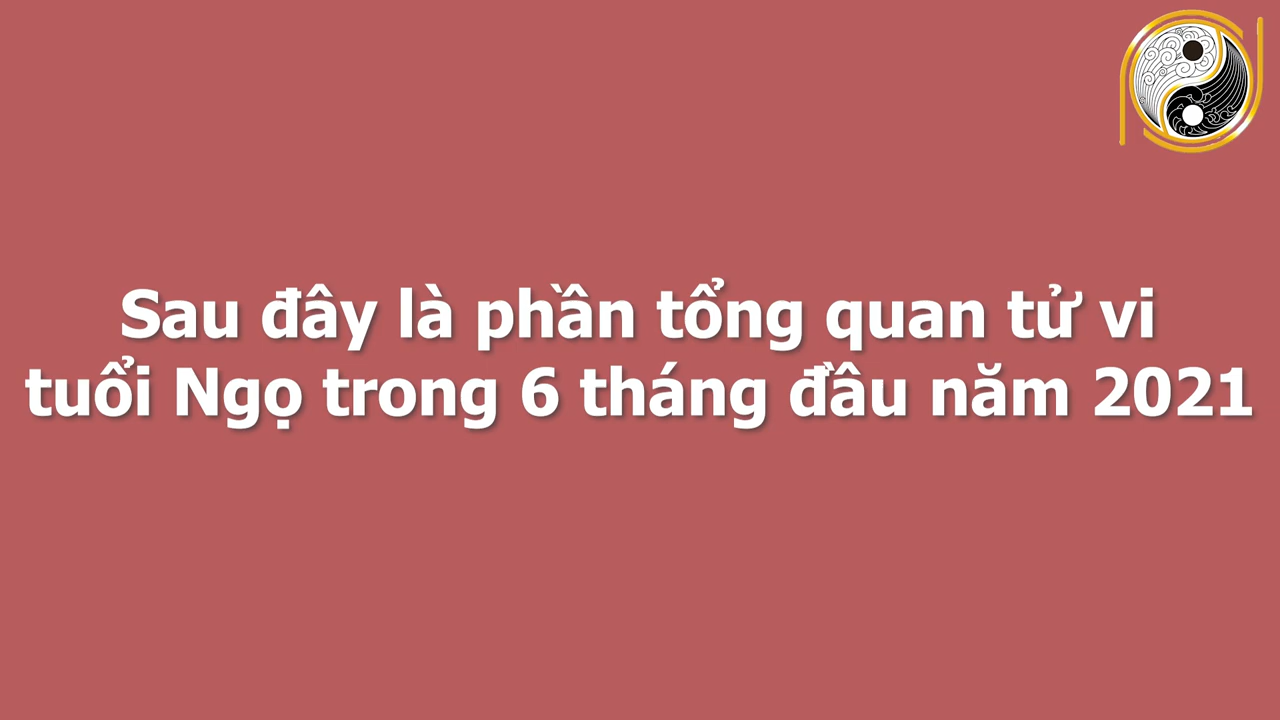 Sau đây là phần tổng quan tử vi
tuổi Ngọ trong 6 tháng đầu năm 2021